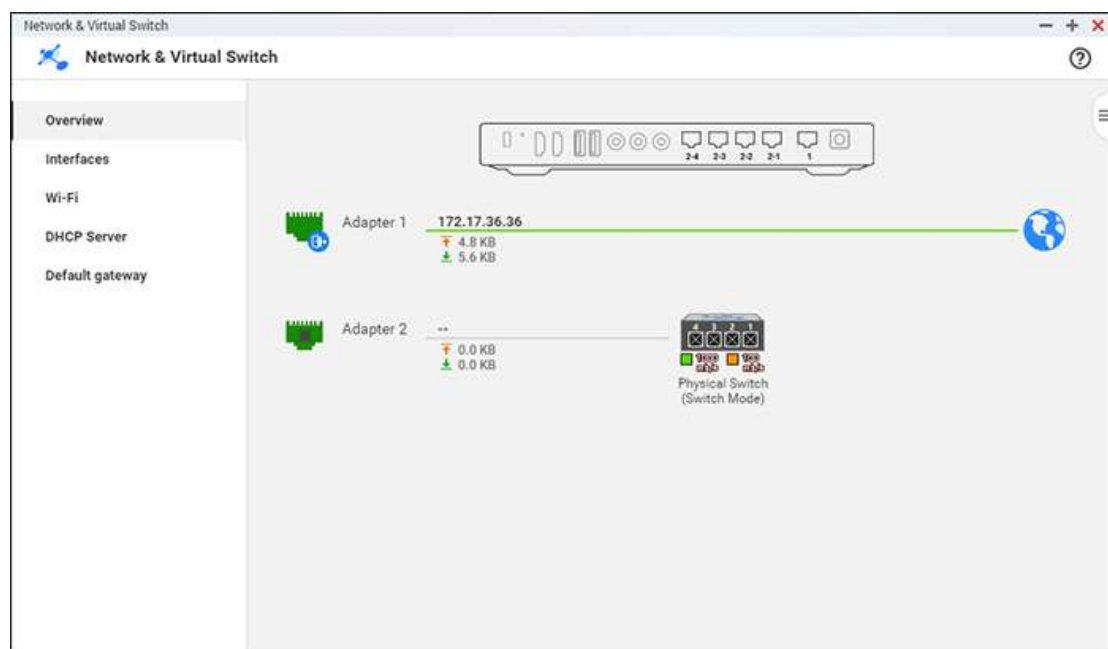 Network & Virtual Switch
Network & Virtual Switch
Overview
Interfaces
Wi-Fi
DHCP Server
Default gateway
2-4 2-3 2-2 2-1 1
Adapter 1 172.17.36.36
4.8 KB
5.6 KB
Adapter 2 --
0.0 KB
0.0 KB
4 3 2 1
Physical Switch
(Switch Mode)